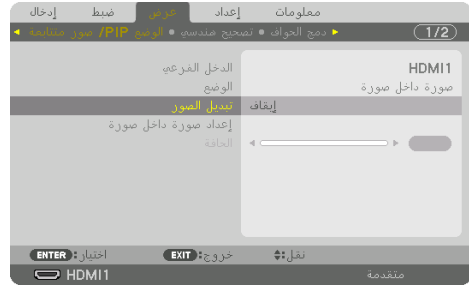 إدخال ضبط عرض إعداد معلومات
◄ الوضع PIP/ صور متتابعة ● تصحيح هندسي ● دمج الحواف ► (1/2)
الدخل الفرعي HDMI1
الوضع صورة داخل صورة
تبديل الصور إيقاف
إعداد صورة داخل صورة
الحافة
ENTER :اختيار EXIT :خروج نقل:
HDMI1 متقدمة